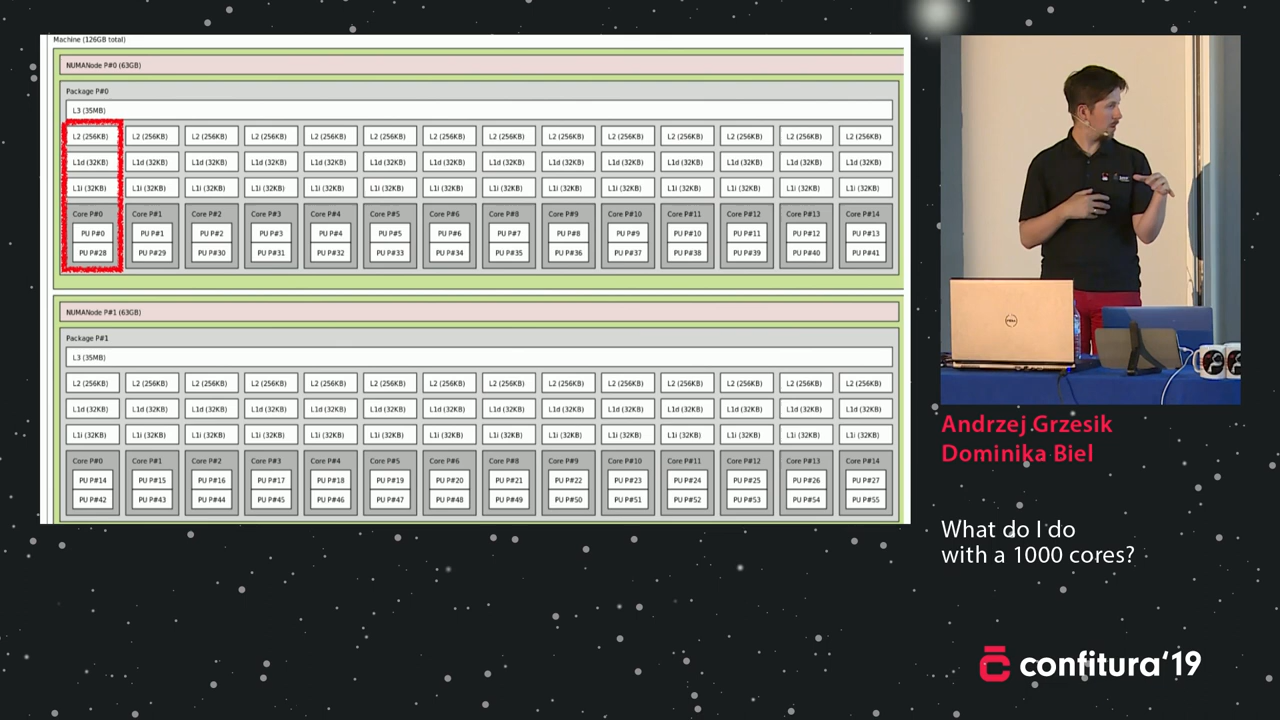 Machine (126GB total)
NUMANode P#0 (63GB)
Package P#0
L3 (35MB)
L2 (256KB) L2 (256KB) L2 (256KB) L2 (256KB) L2 (256KB) L2 (256KB) L2 (256KB) L2 (256KB) L2 (256KB) L2 (256KB) L2 (256KB) L2 (256KB) L2 (256KB) L2 (256KB)
L1d (32KB) L1d (32KB) L1d (32KB) L1d (32KB) L1d (32KB) L1d (32KB) L1d (32KB) L1d (32KB) L1d (32KB) L1d (32KB) L1d (32KB) L1d (32KB) L1d (32KB) L1d (32KB)
L1i (32KB) L1i (32KB) L1i (32KB) L1i (32KB) L1i (32KB) L1i (32KB) L1i (32KB) L1i (32KB) L1i (32KB) L1i (32KB) L1i (32KB) L1i (32KB) L1i (32KB) L1i (32KB)
Core P#0 Core P#1 Core P#2 Core P#3 Core P#4 Core P#5 Core P#6 Core P#8 Core P#9 Core P#10 Core P#11 Core P#12 Core P#13 Core P#14
PU P#0 PU P#1 PU P#2 PU P#3 PU P#4 PU P#5 PU P#6 PU P#7 PU P#8 PU P#9 PU P#10 PU P#11 PU P#12 PU P#13
PU P#28 PU P#29 PU P#30 PU P#31 PU P#32 PU P#33 PU P#34 PU P#35 PU P#36 PU P#37 PU P#38 PU P#39 PU P#40 PU P#41
NUMANode P#1 (63GB)
Package P#1
L3 (35MB)
L2 (256KB) L2 (256KB) L2 (256KB) L2 (256KB) L2 (256KB) L2 (256KB) L2 (256KB) L2 (256KB) L2 (256KB) L2 (256KB) L2 (256KB) L2 (256KB) L2 (256KB) L2 (256KB)
L1d (32KB) L1d (32KB) L1d (32KB) L1d (32KB) L1d (32KB) L1d (32KB) L1d (32KB) L1d (32KB) L1d (32KB) L1d (32KB) L1d (32KB) L1d (32KB) L1d (32KB) L1d (32KB)
L1i (32KB) L1i (32KB) L1i (32KB) L1i (32KB) L1i (32KB) L1i (32KB) L1i (32KB) L1i (32KB) L1i (32KB) L1i (32KB) L1i (32KB) L1i (32KB) L1i (32KB) L1i (32KB)
Core P#0 Core P#1 Core P#2 Core P#3 Core P#4 Core P#5 Core P#6 Core P#8 Core P#9 Core P#10 Core P#11 Core P#12 Core P#13 Core P#14
PU P#14 PU P#15 PU P#16 PU P#17 PU P#18 PU P#19 PU P#20 PU P#21 PU P#22 PU P#23 PU P#24 PU P#25 PU P#26 PU P#27
PU P#42 PU P#43 PU P#44 PU P#45 PU P#46 PU P#47 PU P#48 PU P#49 PU P#50 PU P#51 PU P#52 PU P#53 PU P#54 PU P#55
Andrzej Grzesik
Dominika Biel
What do I do
with a 1000 cores?
confitura'19